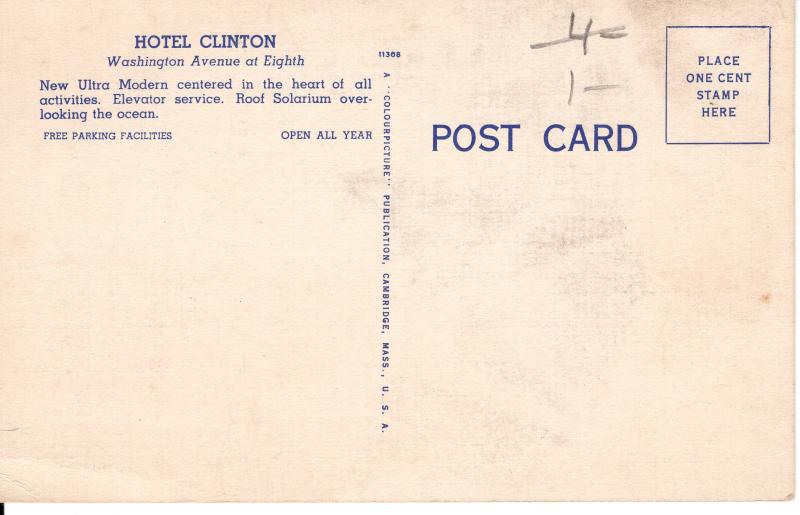 HOTEL CLINTON
Washington Avenue at Eighth
New Ultra Modern centered in the heart of all
activities. Elevator service. Roof Solarium over-
looking the ocean.
FREE PARKING FACILITIES OPEN ALL YEAR
11368
A "COLOURPICTURE" PUBLICATION, CAMBRIDGE, MASS., U. S. A.
4-
1-
POST CARD
PLACE
ONE CENT
STAMP
HERE